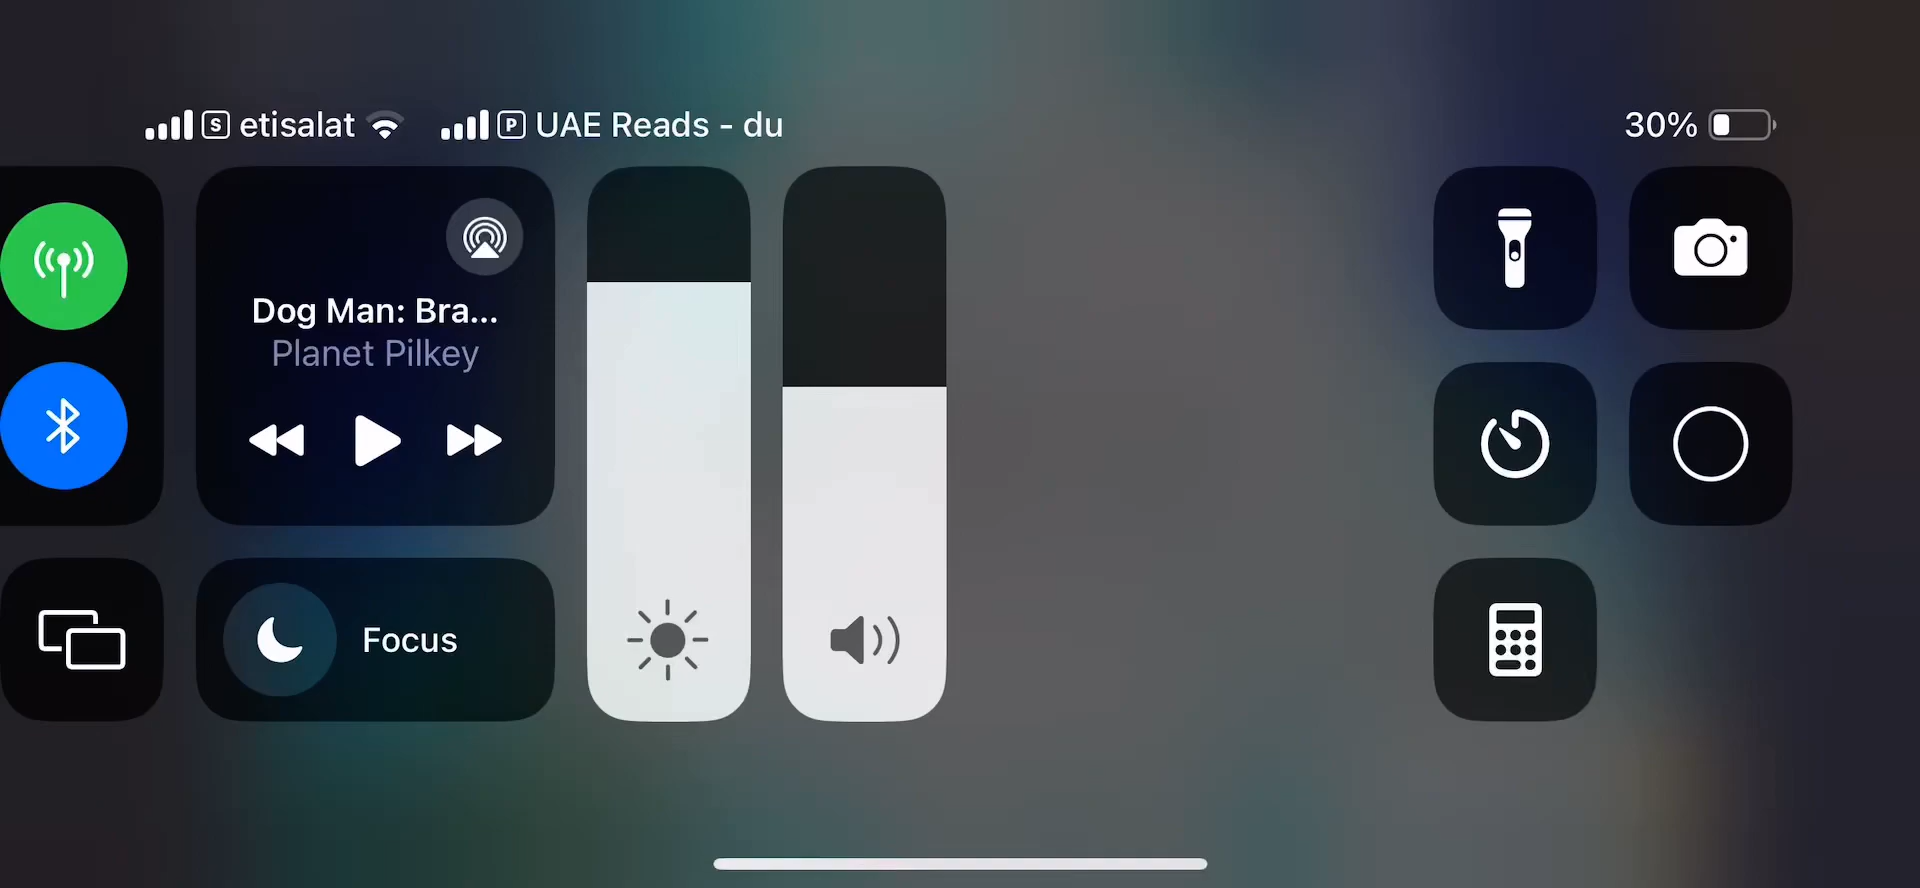 S etisalat P UAE Reads - du 30%
Dog Man: Bra...
Planet Pilkey
Focus